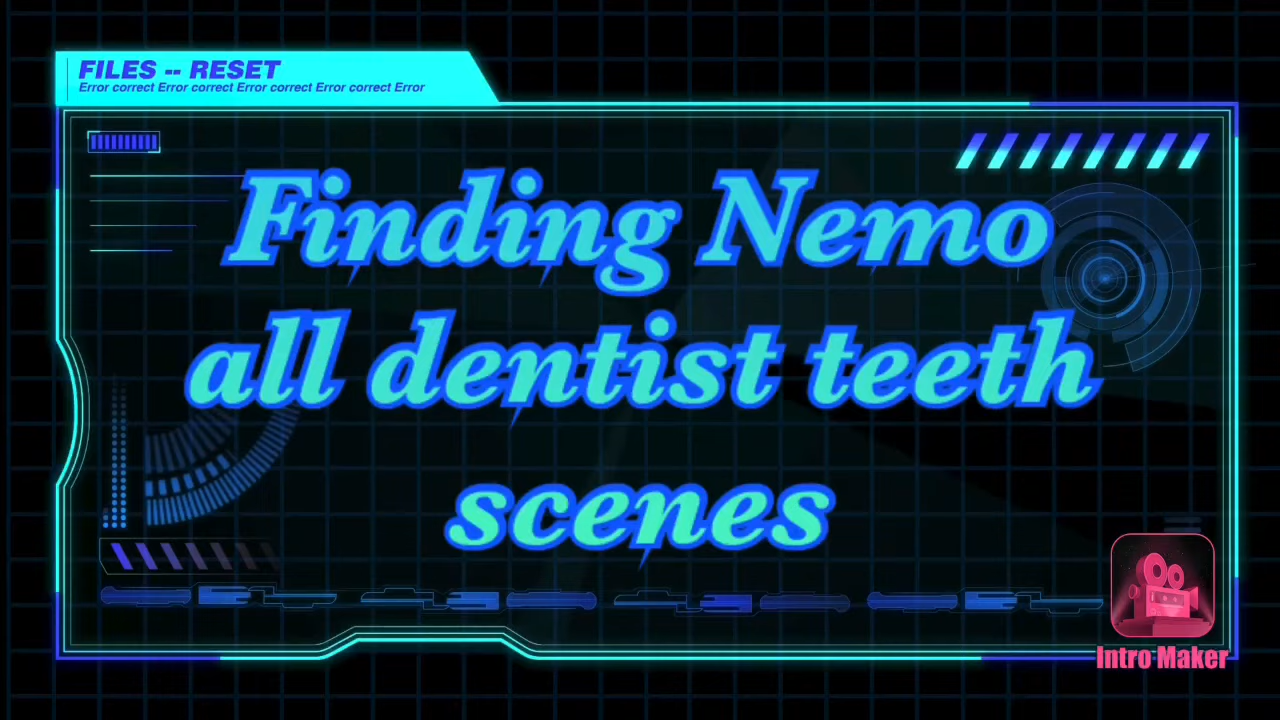 FILES -- RESET
Error correct Error correct Error correct Error correct Error
Finding Nemo
all dentist teeth
scenes
Intro Maker